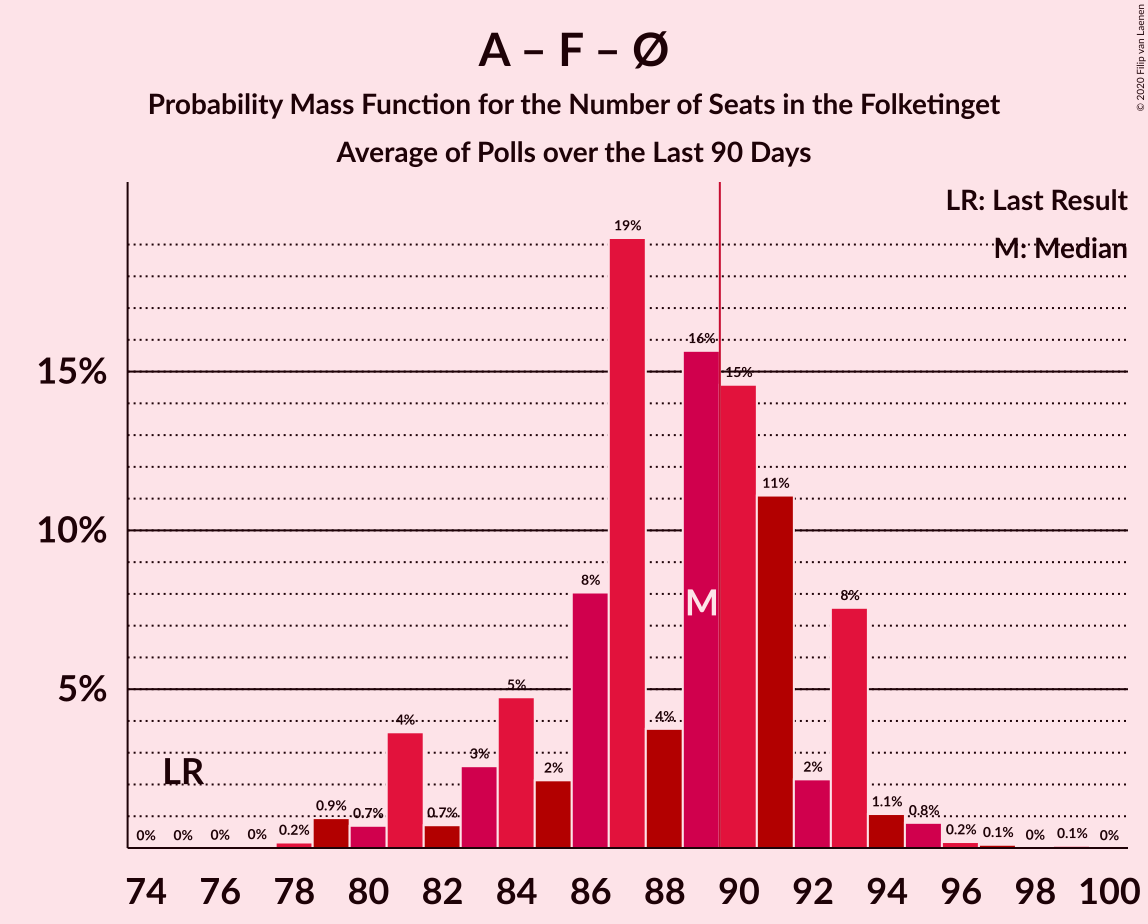 A – F – Ø
Probability Mass Function for the Number of Seats in the Folketinget
Average of Polls over the Last 90 Days
© 2020 Filip van Laenen
LR: Last Result
M: Median
15%
10%
5%
LR
M
0% 0% 0% 0% 0.2% 0.9% 0.7% 4% 0.7% 3% 5% 2% 8% 19% 4% 16% 15% 11% 2% 8% 1.1% 0.8% 0.2% 0.1% 0% 0.1% 0%
74 76 78 80 82 84 86 88 90 92 94 96 98 100